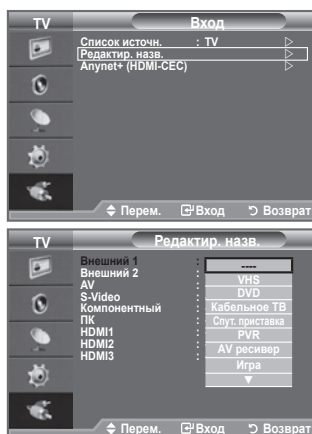 TV Вход
Список источн. : TV ▷
Редактир. назв. ▷
Anynet+ (HDMI-CEC) ▷
Перем. Вход Возврат
TV Редактир. назв.
Внешний 1 : ----
Внешний 2 : VHS
AV : DVD
S-Video : Кабельное ТВ
Компонентный : Спут. приставка
ПК : PVR
HDMI1 : AV ресивер
HDMI2 : Игра
HDMI3 : ▼
Перем. Вход Возврат